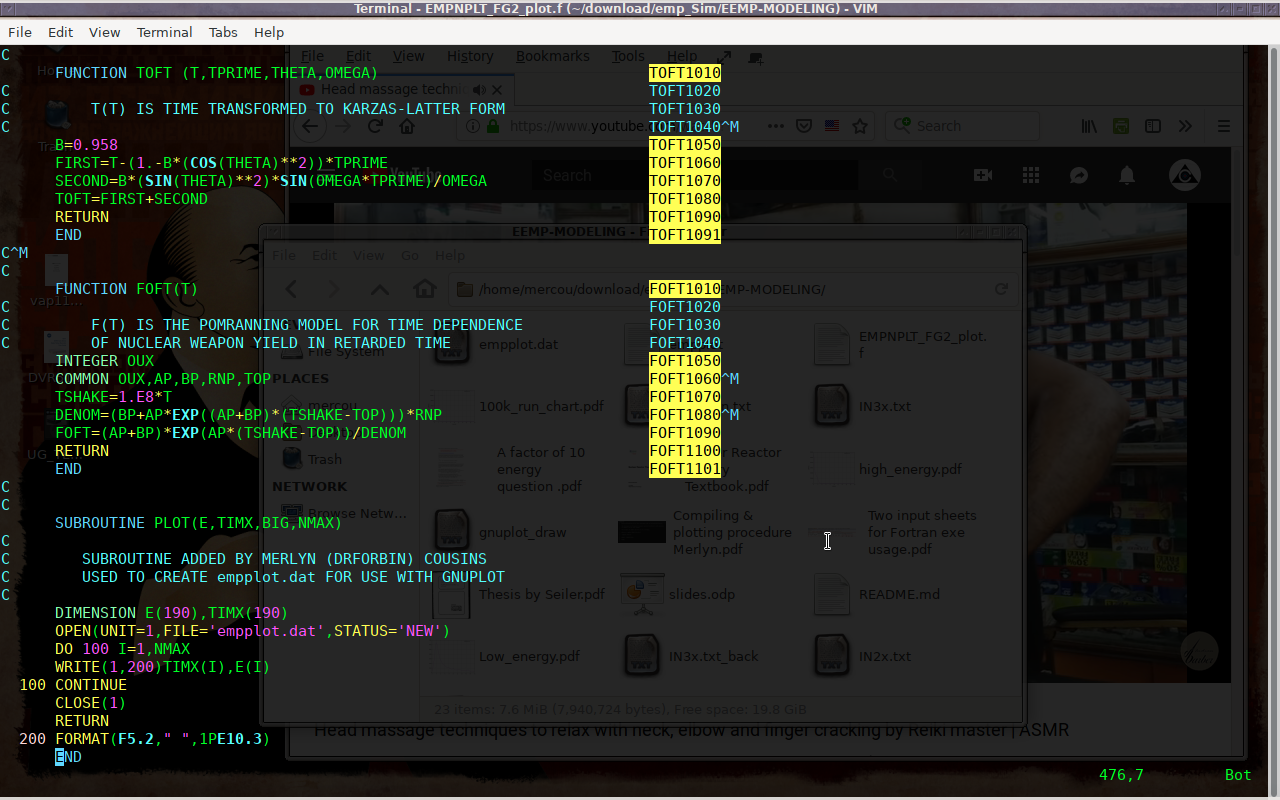 Terminal - EMPNPLT_FG2_plot.f (~/download/emp_Sim/EEMP-MODELING) - VIM
File Edit View Terminal Tabs Help
C
FUNCTION TOFT (T,TPRIME,THETA,OMEGA) TOFT1010
C TOFT1020
C T(T) IS TIME TRANSFORMED TO KARZAS-LATTER FORM TOFT1030
C TOFT1040^M
B=0.958 TOFT1050
FIRST=T-(1.-B*(COS(THETA)**2))*TPRIME TOFT1060
SECOND=B*(SIN(THETA)**2)*SIN(OMEGA*TPRIME)/OMEGA TOFT1070
TOFT=FIRST+SECOND TOFT1080
RETURN TOFT1090
END TOFT1091
C^M
C
FUNCTION FOFT(T) FOFT1010
C FOFT1020
C F(T) IS THE POMRANNING MODEL FOR TIME DEPENDENCE FOFT1030
C OF NUCLEAR WEAPON YIELD IN RETARDED TIME FOFT1040
INTEGER OUX FOFT1050
COMMON OUX,AP,BP,RNP,TOP FOFT1060^M
TSHAKE=1.E8*T FOFT1070
DENOM=(BP+AP*EXP((AP+BP)*(TSHAKE-TOP)))*RNP FOFT1080^M
FOFT=(AP+BP)*EXP(AP*(TSHAKE-TOP))/DENOM FOFT1090
RETURN FOFT1100
END FOFT1101
C
C
SUBROUTINE PLOT(E,TIMX,BIG,NMAX)
C
C SUBROUTINE ADDED BY MERLYN (DRFORBIN) COUSINS
C USED TO CREATE empplot.dat FOR USE WITH GNUPLOT
C
DIMENSION E(190),TIMX(190)
OPEN(UNIT=1,FILE='empplot.dat',STATUS='NEW')
DO 100 I=1,NMAX
WRITE(1,200)TIMX(I),E(I)
100 CONTINUE
CLOSE(1)
RETURN
200 FORMAT(F5.2," ",1PE10.3)
END
476,7 Bot
File Edit View History Bookmarks Tools Help
Head massage techni
https://www.youtube.
Search
Search
EEMP-MODELING - F
File Edit View Go Help
/home/mercou/download/ EEMP-MODELING/
File System
PLACES
mercou
Trash
NETWORK
Browse Netw...
empplot.dat
EMPNPLT_FG2_plot.
f
100k_run_chart.pdf
IN3x.txt
A factor of 10
energy
question .pdf
Reactor
Textbook.pdf
high_energy.pdf
gnuplot_draw
Compiling &
plotting procedure
Merlyn.pdf
Two input sheets
for Fortran exe
usage.pdf
Thesis by Seiler.pdf
slides.odp
README.md
Low_energy.pdf
IN3x.txt_back
IN2x.txt
23 items: 7.6 MiB (7,940,724 bytes), Free space: 19.8 GiB
Head massage techniques to relax with neck, elbow and finger cracking by Reiki master | ASMR